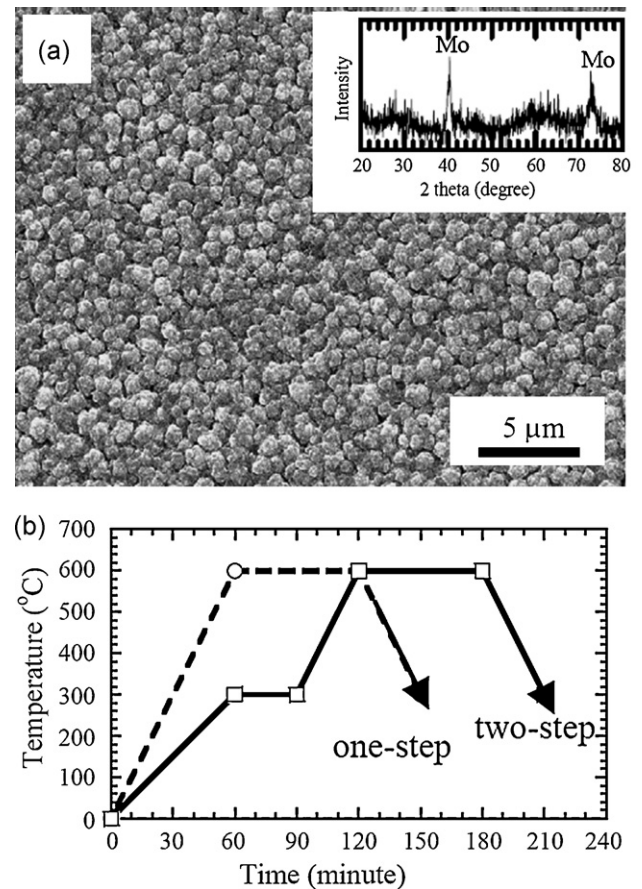 (a)
Mo
Mo
Intensity
20 30 40 50 60 70 80
2 theta (degree)
5 µm
(b)
700
600
500
400
300
200
100
0
Temperature (°C)
one-step
two-step
0 30 60 90 120 150 180 210 240
Time (minute)